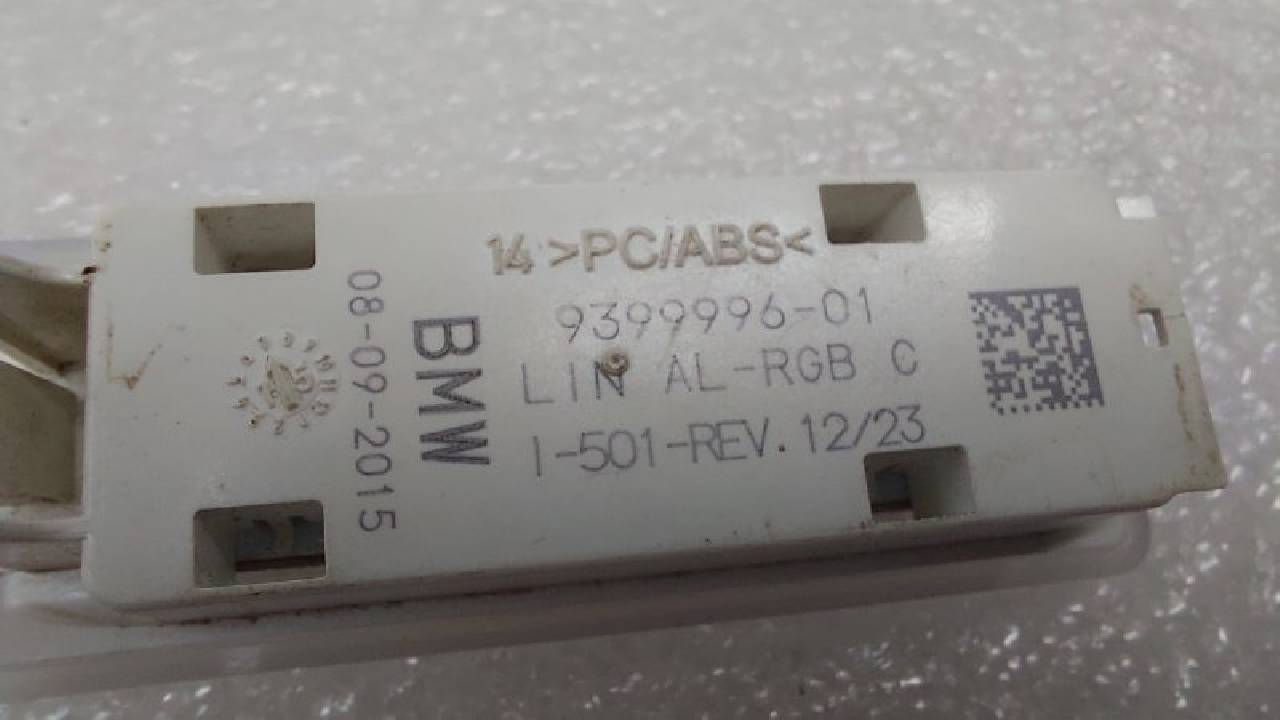 14 >PC/ABS<
9399996-01
LIN AL-RGB C
I-501-REV.12/23
BMW
08-09-2015